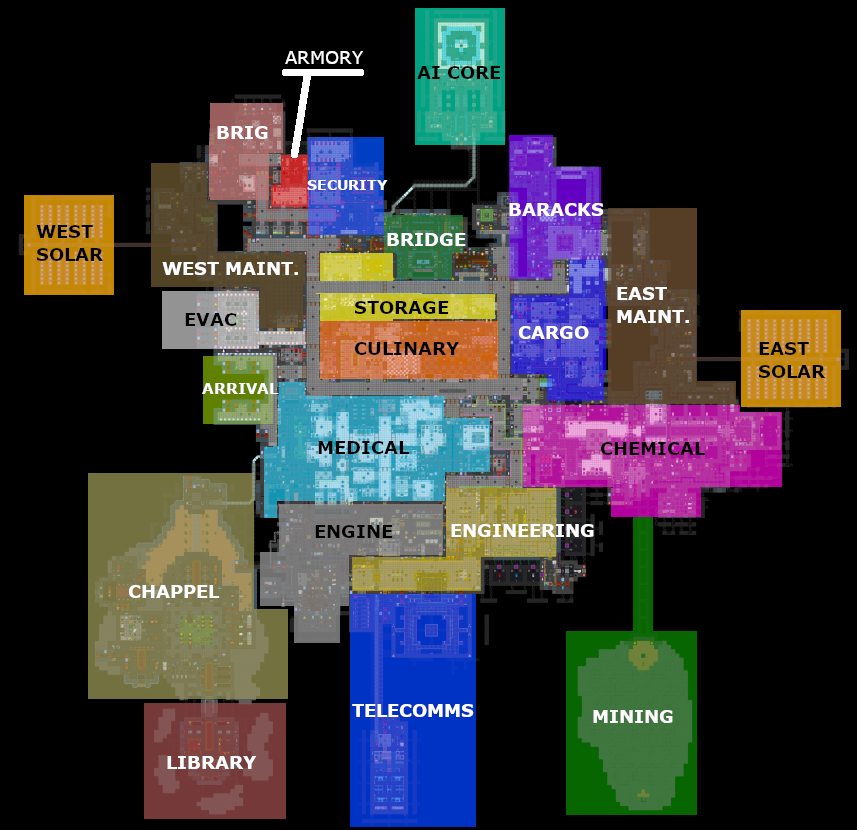 ARMORY
AI CORE
BRIG
SECURITY
BARACKS
BRIDGE
WEST
SOLAR
WEST MAINT.
EAST
MAINT.
STORAGE
EVAC
CARGO
CULINARY
EAST
SOLAR
ARRIVAL
MEDICAL
CHEMICAL
ENGINE
ENGINEERING
CHAPPEL
TELECOMMS
MINING
LIBRARY